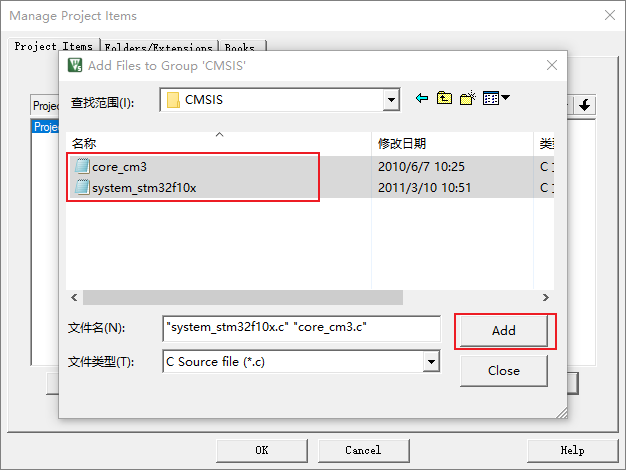 Manage Project Items
Project Items Folders/Extensions Books
Add Files to Group 'CMSIS'
查找范围(I): CMSIS
Projec
Projec
名称 修改日期
core_cm3 2010/6/7 10:25 C
system_stm32f10x 2011/3/10 10:51 C
文件名(N): "system_stm32f10x.c" "core_cm3.c" Add
文件类型(T): C Source file (*.c) Close
OK Cancel Help